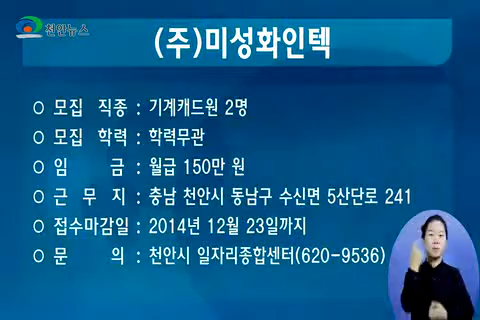 천안뉴스
(주)미성화인텍
모집 직종 : 기계캐드원 2명
모집 학력 : 학력무관
임 금 : 월급 150만 원
근 무 지 : 충남 천안시 동남구 수신면 5산단로 241
접수마감일 : 2014년 12월 23일까지
문 의 : 천안시 일자리종합센터(620-9536)